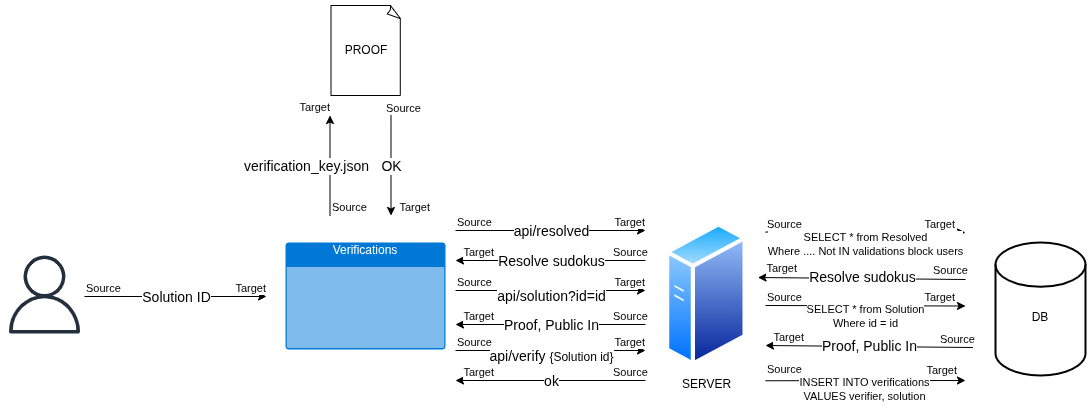 PROOF
Target
Source
verification_key.json
OK
Source
Target
Source
Target
Solution ID
Verifications
Source
Target
api/resolved
Target
Source
Resolve sudokus
Source
Target
api/solution?id=id
Target
Source
Proof, Public In
Source
Target
api/verify {Solution id}
Target
Source
ok
SERVER
Source
Target
SELECT * from Resolved
Where .... Not IN validations block users
Target
Source
Resolve sudokus
Source
Target
SELECT * from Solution
Where id = id
Target
Source
Proof, Public In
Source
Target
INSERT INTO verifications
VALUES verifier, solution
DB